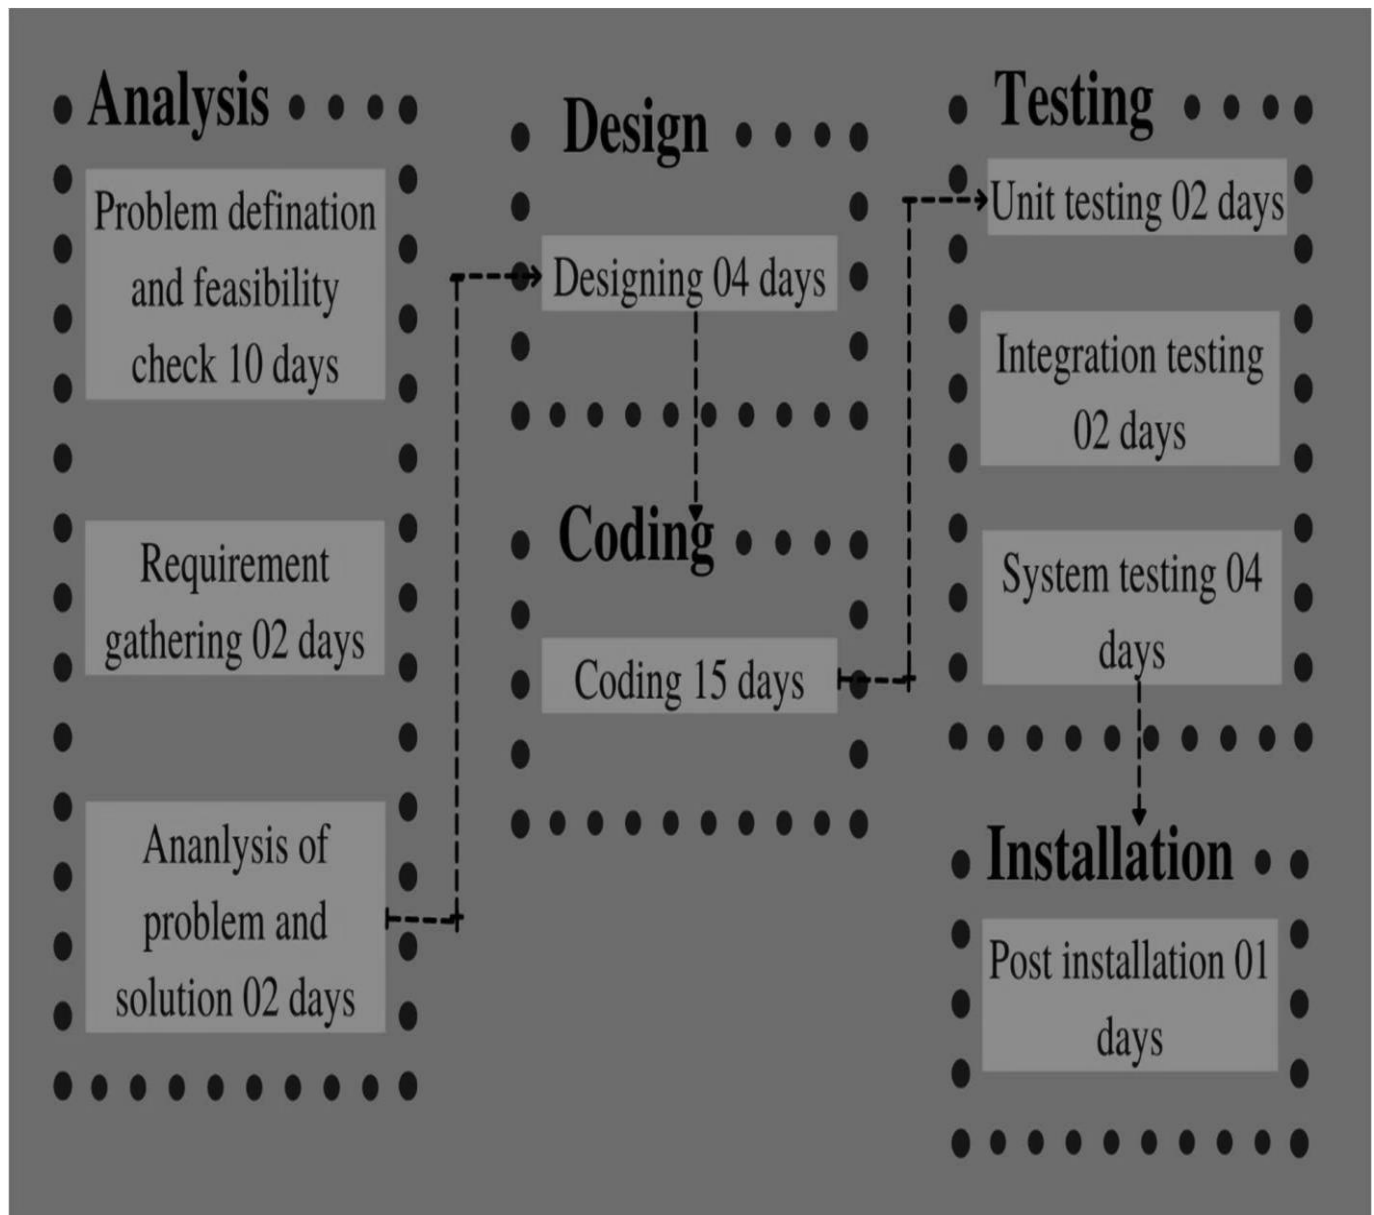 Analysis
Problem defination
and feasibility
check 10 days
Requirement
gathering 02 days
Ananlysis of
problem and
solution 02 days
Design
Designing 04 days
Coding
Coding 15 days
Testing
Unit testing 02 days
Integration testing
02 days
System testing 04
days
Installation
Post installation 01
days